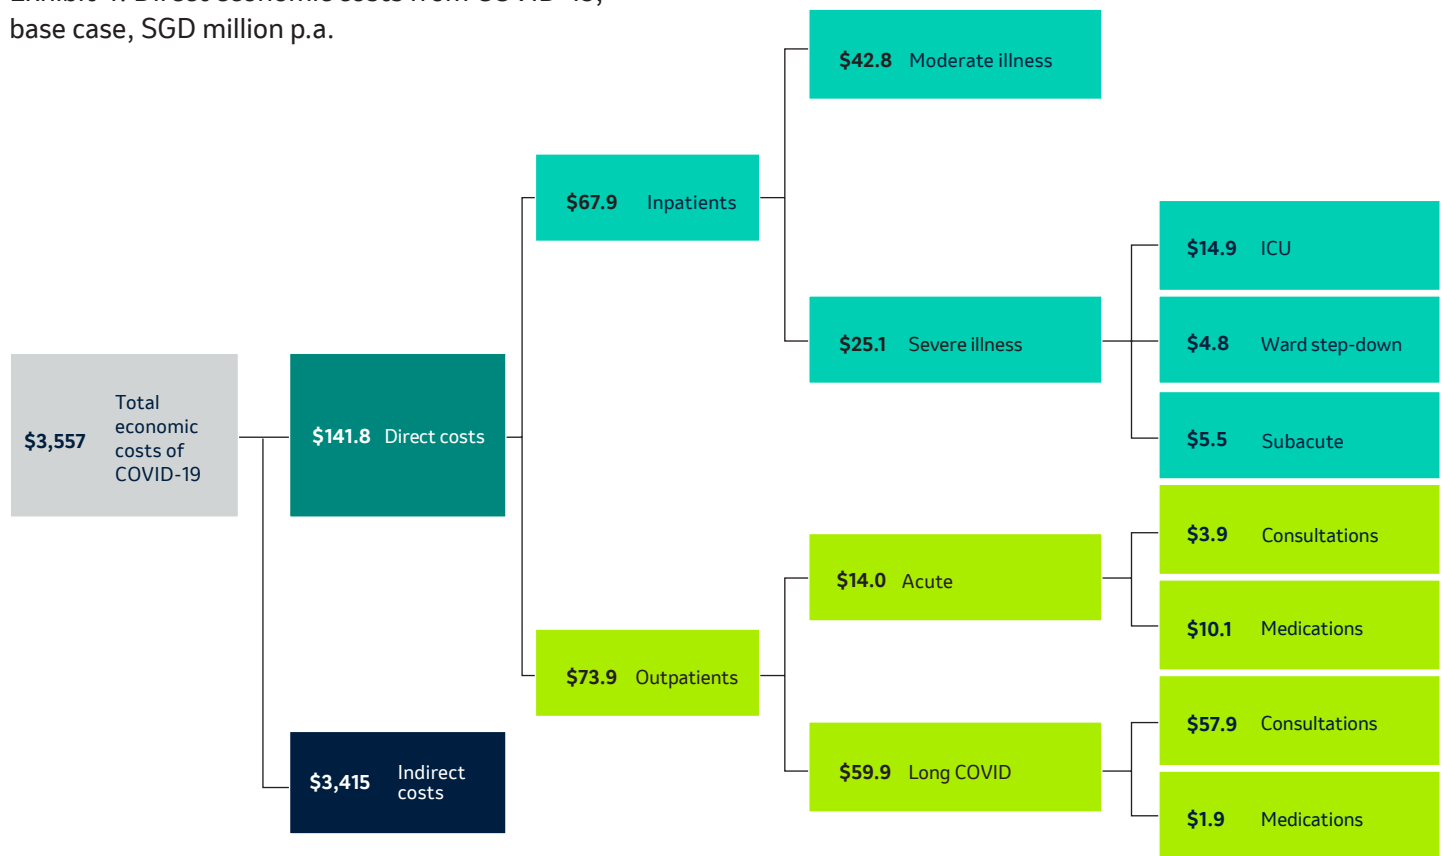 base case, SGD million p.a.
$42.8 Moderate illness
$67.9 Inpatients
$14.9 ICU
$25.1 Severe illness
$4.8 Ward step-down
$3,557
Total
economic
costs of
COVID-19
$141.8 Direct costs
$5.5 Subacute
$3.9 Consultations
$14.0 Acute
$10.1 Medications
$73.9 Outpatients
$57.9 Consultations
$59.9 Long COVID
$3,415
Indirect
costs
$1.9 Medications